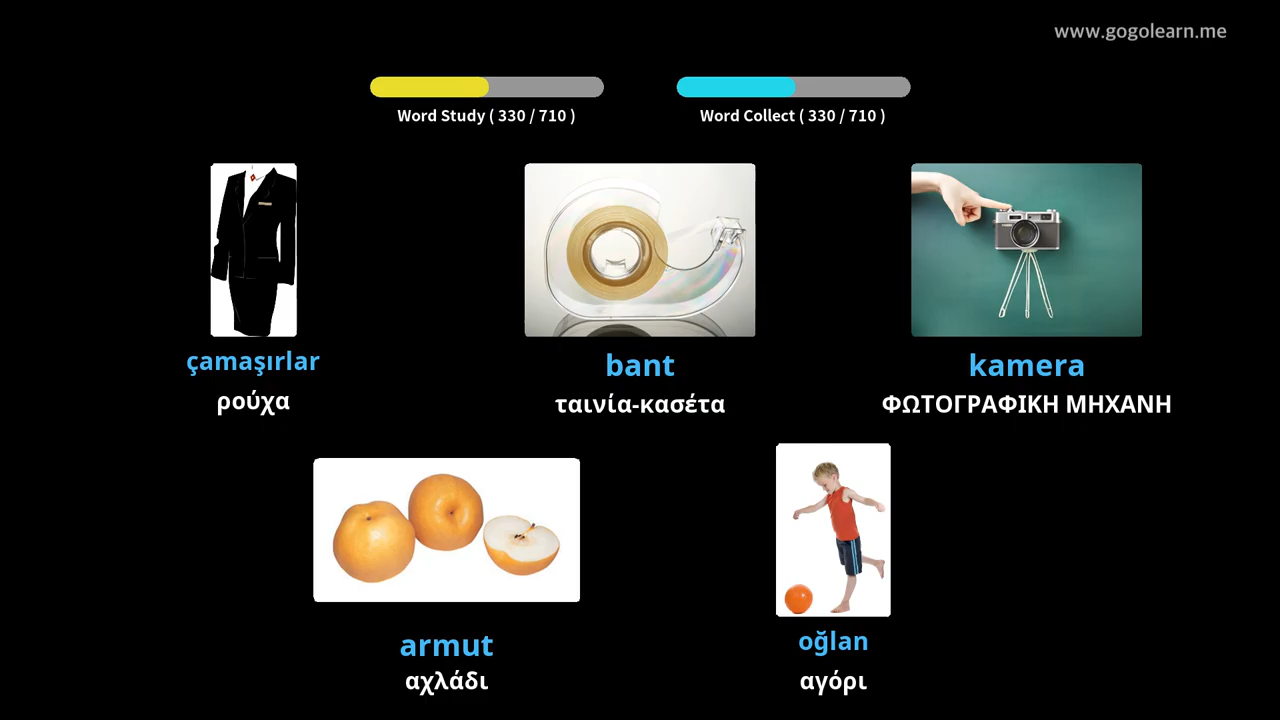 www.gogolearn.me
Word Study ( 330 / 710 )
Word Collect ( 330 / 710 )
çamaşırlar
ρούχα
bant
ταινία-κασέτα
kamera
ΦΩΤΟΓΡΑΦΙΚΗ ΜΗΧΑΝΗ
armut
αχλάδι
oğlan
αγόρι